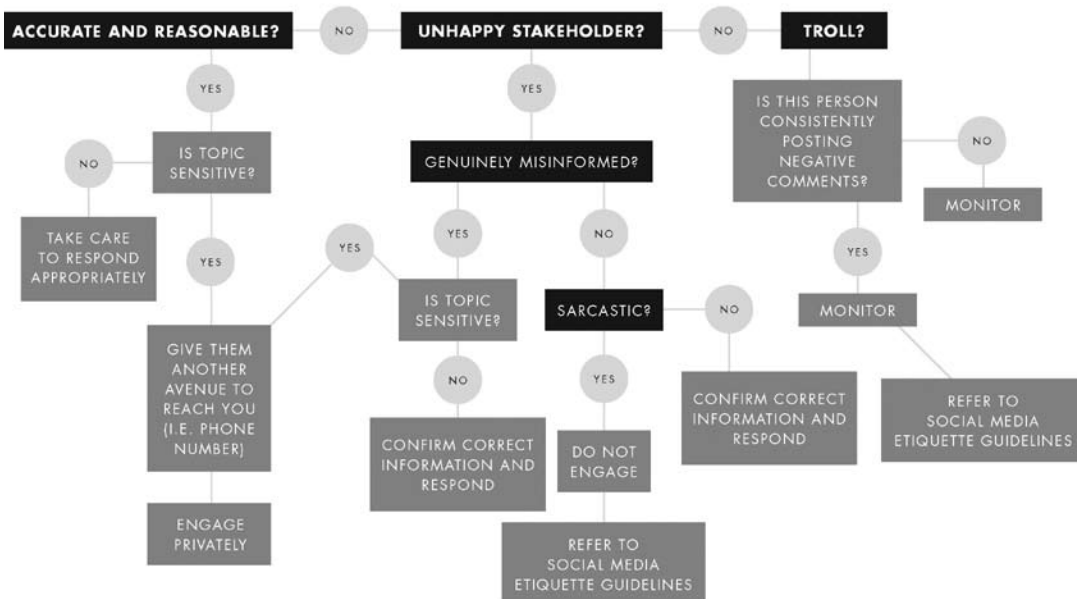 ACCURATE AND REASONABLE?
NO
UNHAPPY STAKEHOLDER?
NO
TROLL?
YES
YES
IS THIS PERSON
CONSISTENTLY
POSTING
NEGATIVE
COMMENTS?
NO
MONITOR
NO
IS TOPIC
SENSITIVE?
GENUINELY MISINFORMED?
TAKE CARE
TO RESPOND
APPROPRIATELY
YES
YES
YES
NO
YES
IS TOPIC
SENSITIVE?
SARCASTIC?
NO
MONITOR
GIVE THEM
ANOTHER
AVENUE TO
REACH YOU
(I.E. PHONE
NUMBER)
NO
YES
CONFIRM CORRECT
INFORMATION AND
RESPOND
REFER TO
SOCIAL MEDIA
ETIQUETTE GUIDELINES
CONFIRM CORRECT
INFORMATION AND
RESPOND
DO NOT
ENGAGE
ENGAGE
PRIVATELY
REFER TO
SOCIAL MEDIA
ETIQUETTE GUIDELINES